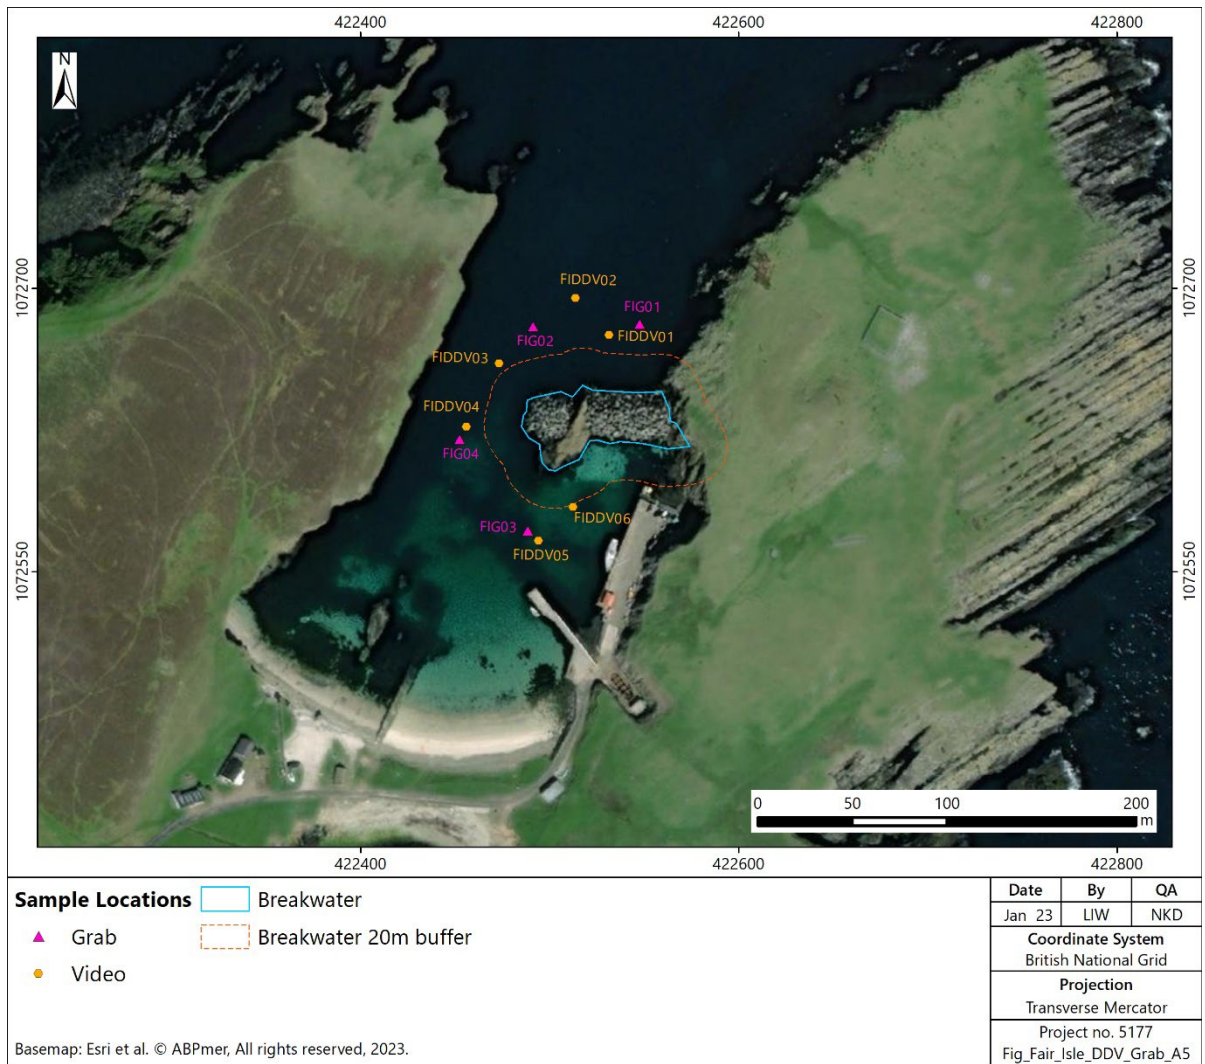 422400 422600 422800
N
1072700 1072700
FIDDV02
FIG01
FIG02
FIDDV01
FIDDV03
FIDDV04
FIG04
FIDDV06
FIG03
FIDDV05
1072550 1072550
0 50 100 200
m
422400 422600 422800
Sample Locations
Grab
Video
Breakwater
Breakwater 20m buffer
Basemap: Esri et al. © ABPmer, All rights reserved, 2023.
Date By QA
Jan 23 LIW NKD
Coordinate System
British National Grid
Projection
Transverse Mercator
Project no. 5177
Fig_Fair_Isle_DDV_Grab_A5